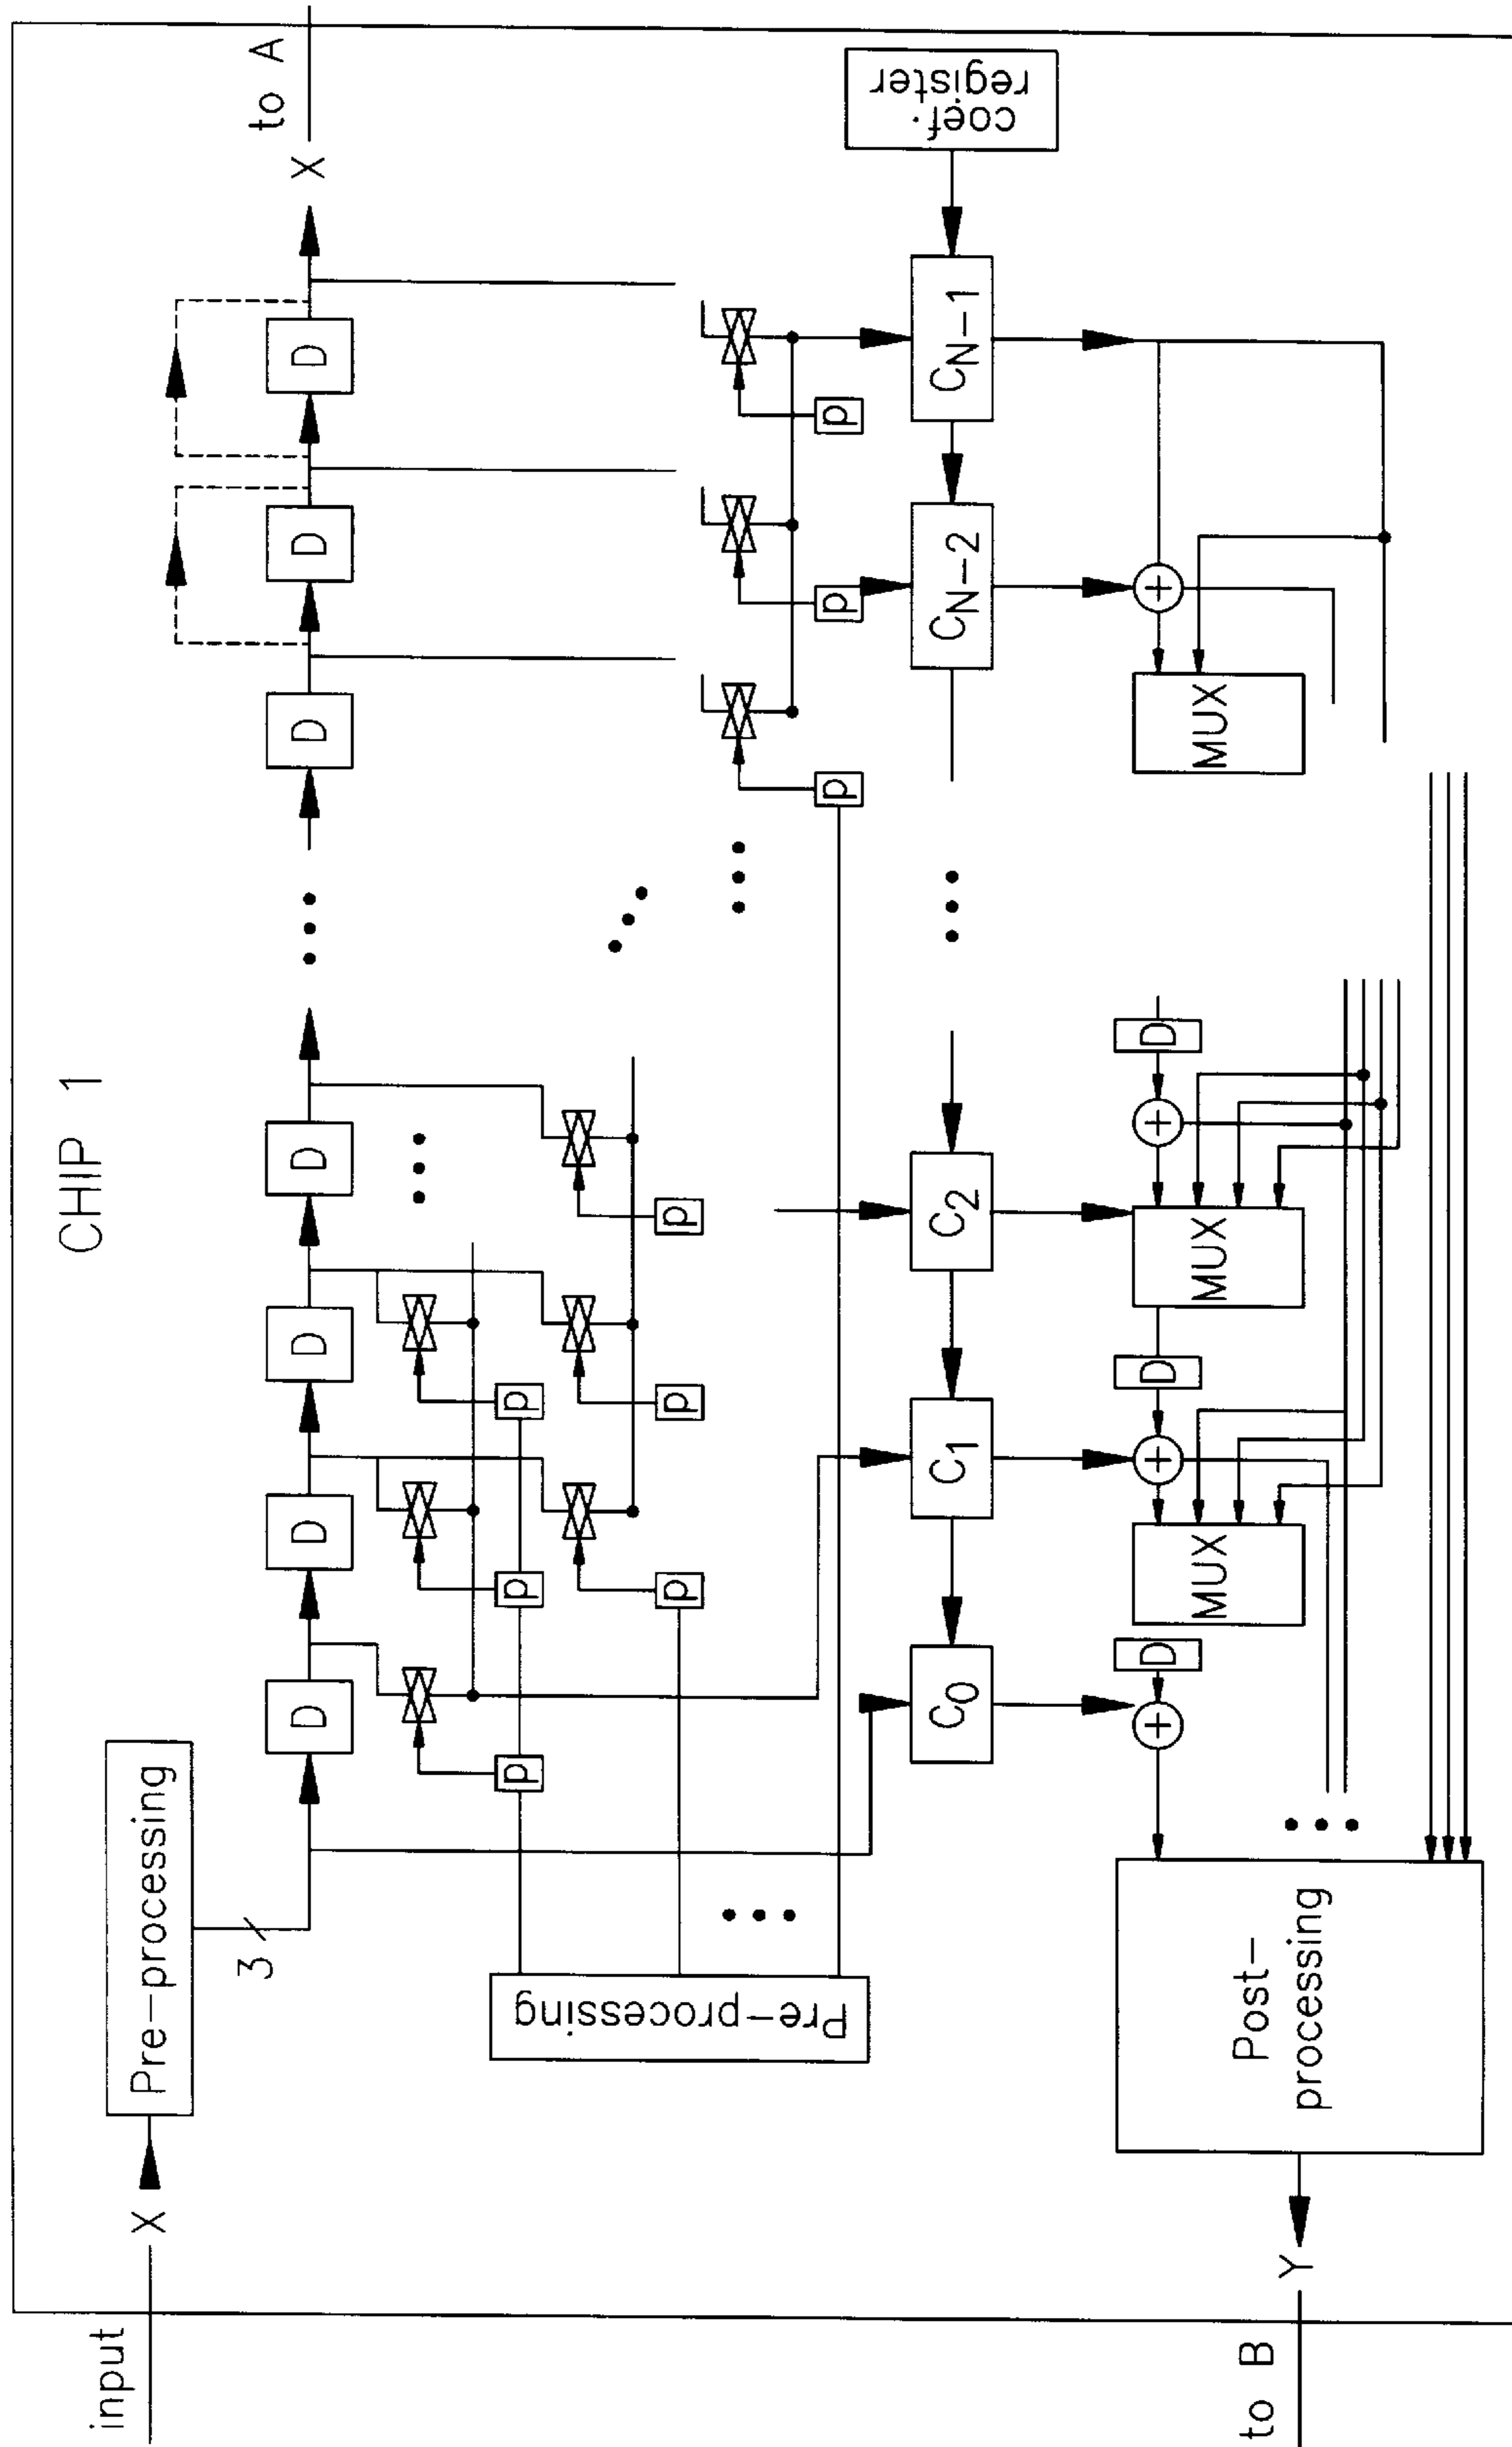 CHIP 1
input
X
Pre-processing
3
D
D
D
D
D
D
D
X
to A
Pre-processing
p
p
p
p
p
p
p
p
p
C0
C1
C2
CN-2
CN-1
coef.
register
D
D
D
MUX
MUX
MUX
+
+
+
+
Post-
processing
Y
to B